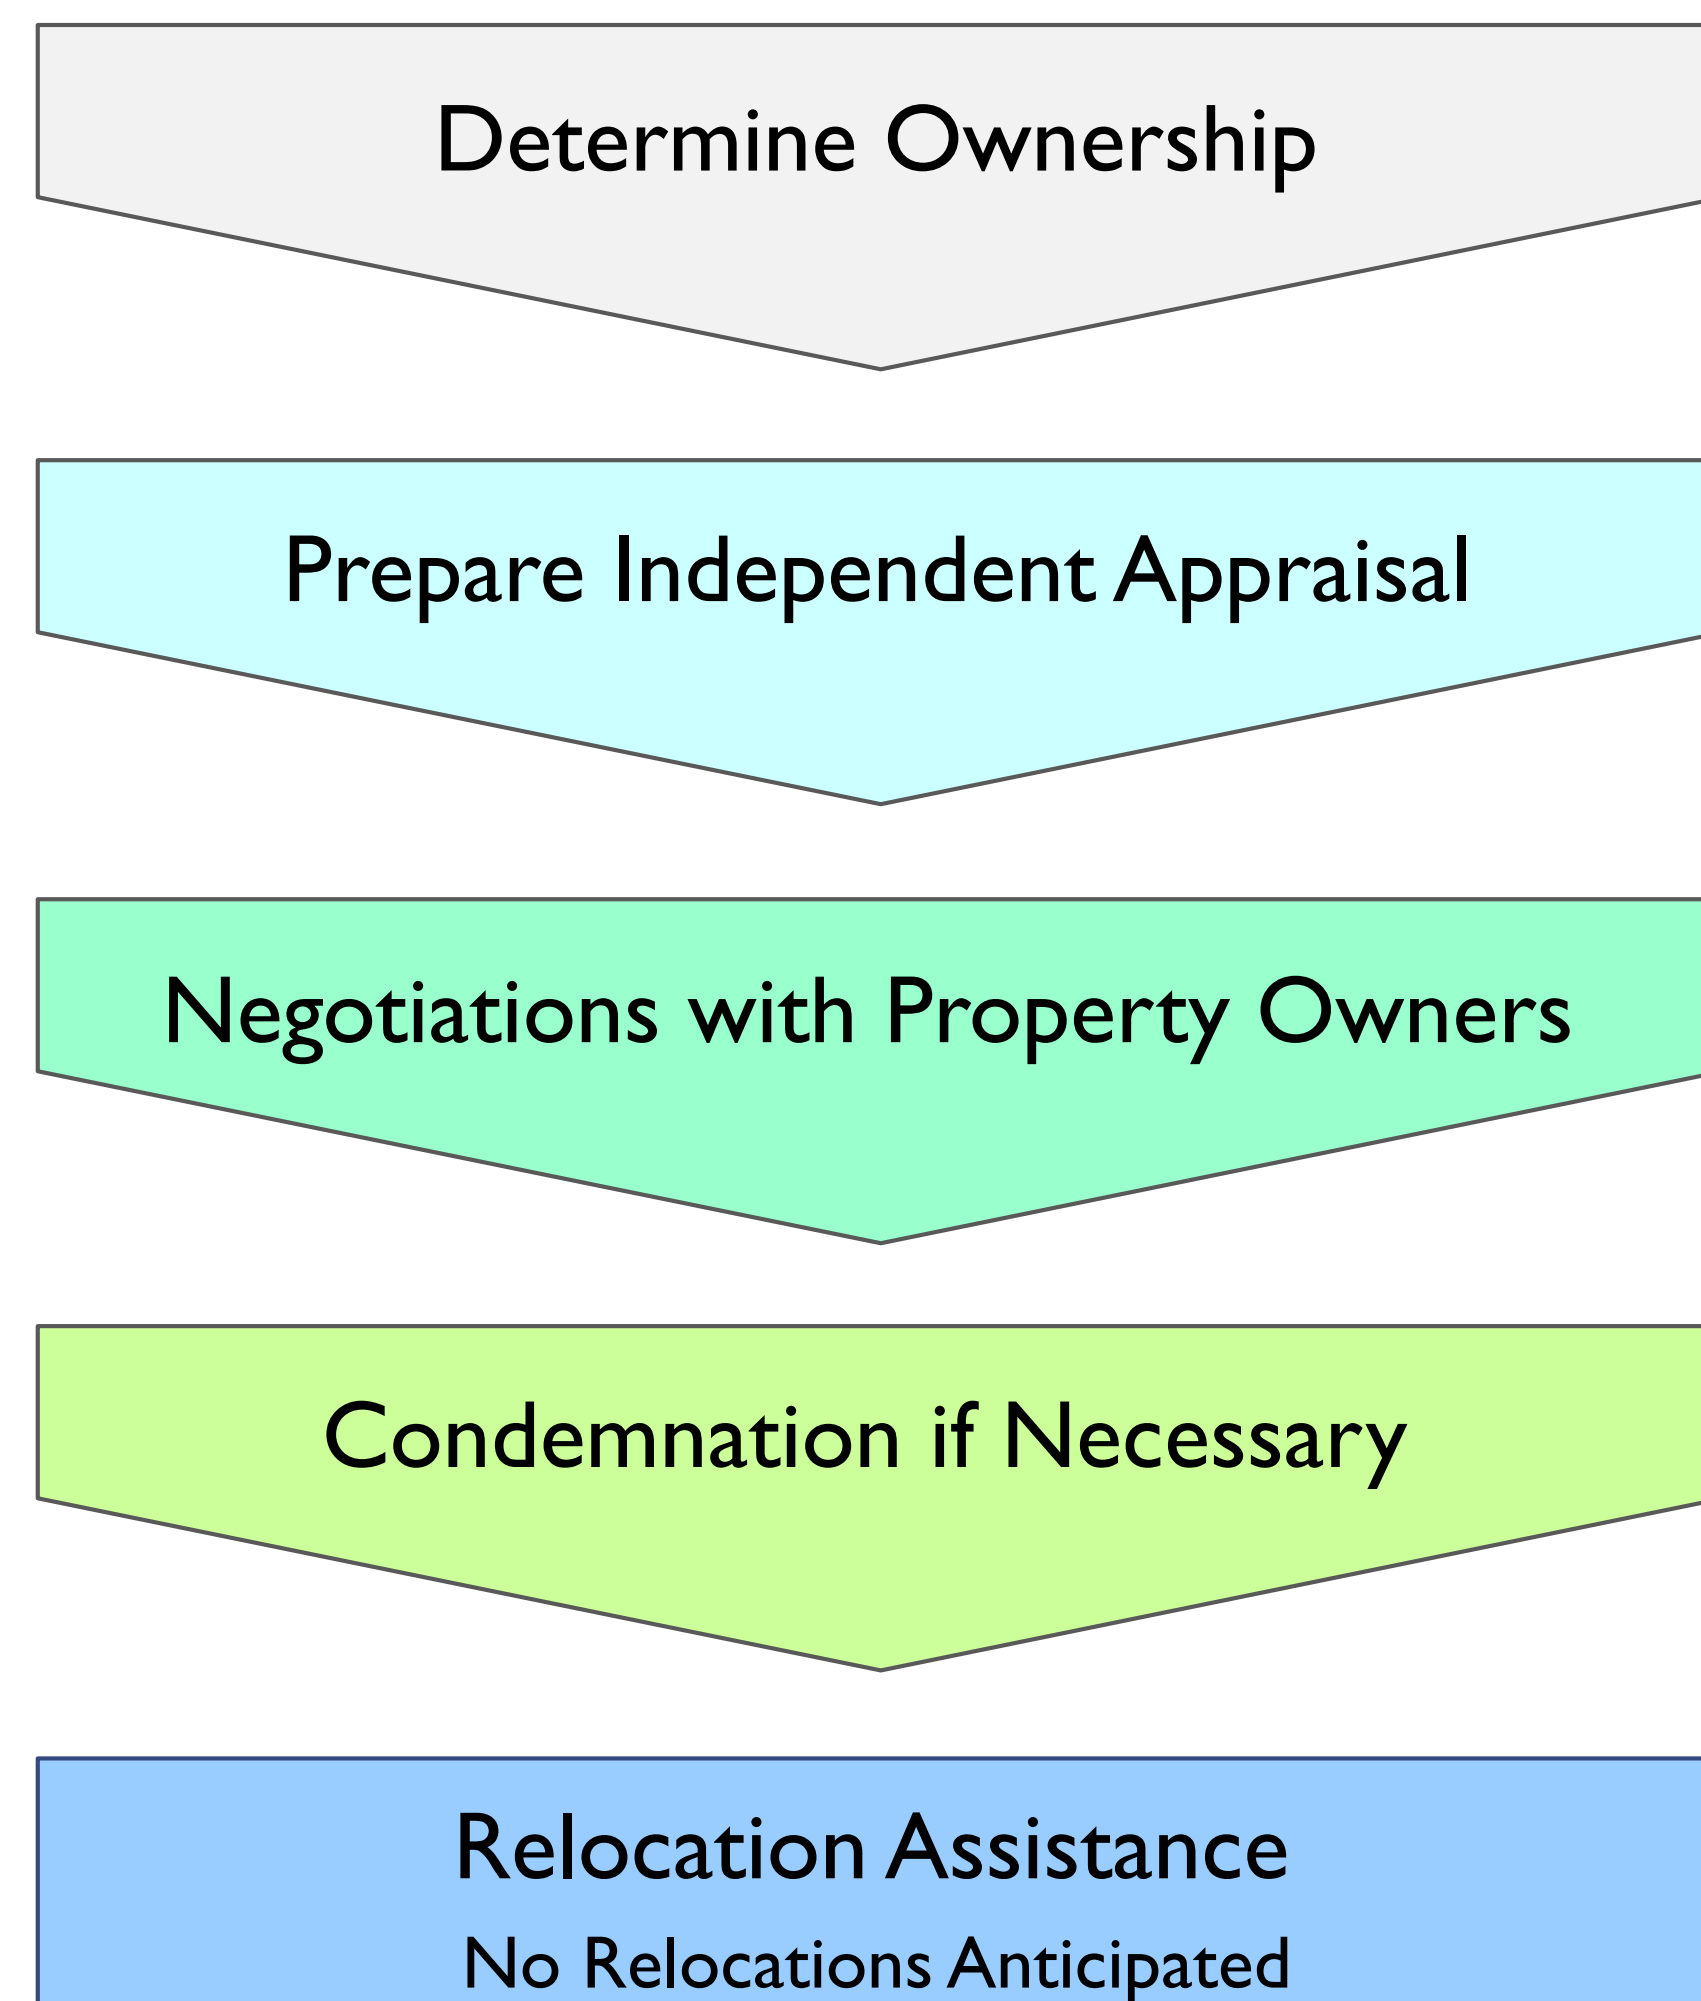 Determine Ownership
Prepare Independent Appraisal
Negotiations with Property Owners
Condemnation if Necessary
Relocation Assistance
No Relocations Anticipated